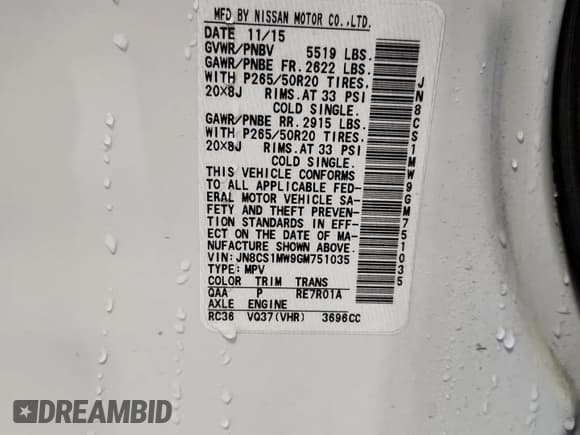 MFD BY NISSAN MOTOR CO.,LTD.
DATE 11/15
GVWR/PNBV 5519 LBS.
GAWR/PNBE FR.2622 LBS.
WITH P265/50R20 TIRES,
20X8J RIMS.AT 33 PSI
COLD SINGLE.
GAWR/PNBE RR.2915 LBS.
WITH P265/50R20 TIRES,
20X8J RIMS.AT 33 PSI
COLD SINGLE.
THIS VEHICLE CONFORMS
TO ALL APPLICABLE FED-
ERAL MOTOR VEHICLE SA-
FETY AND THEFT PREVEN-
TION STANDARDS IN EFF-
ECT ON THE DATE OF MA-
NUFACTURE SHOWN ABOVE.
VIN: JN8CS1MW9GM751035
TYPE: MPV
COLOR TRIM TRANS
QAA P RE7R01A
AXLE ENGINE
RC36 VQ37(VHR) 3696CC
JN8CS1MW9GM751035
DREAMBID